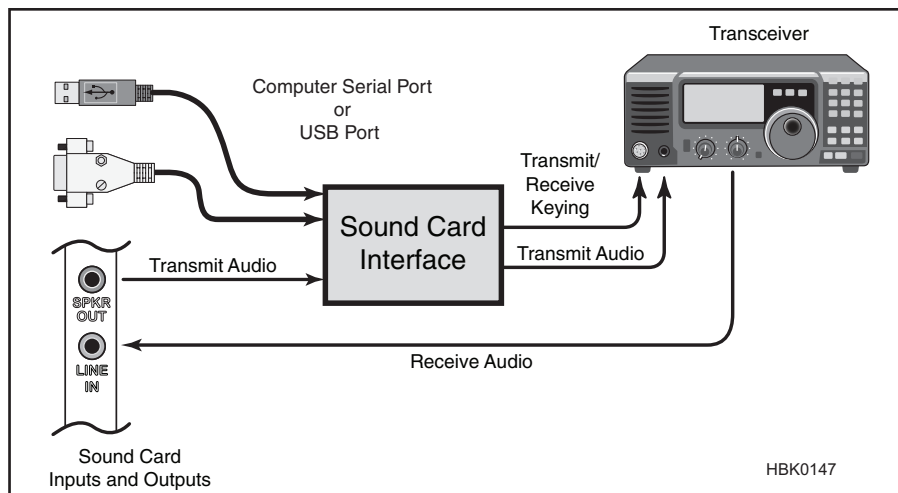 Transceiver
Computer Serial Port
or
USB Port
Transmit/
Receive
Keying
Sound Card
Interface
Transmit Audio
Transmit Audio
SPKR
OUT
Receive Audio
LINE
IN
Sound Card
Inputs and Outputs
HBK0147